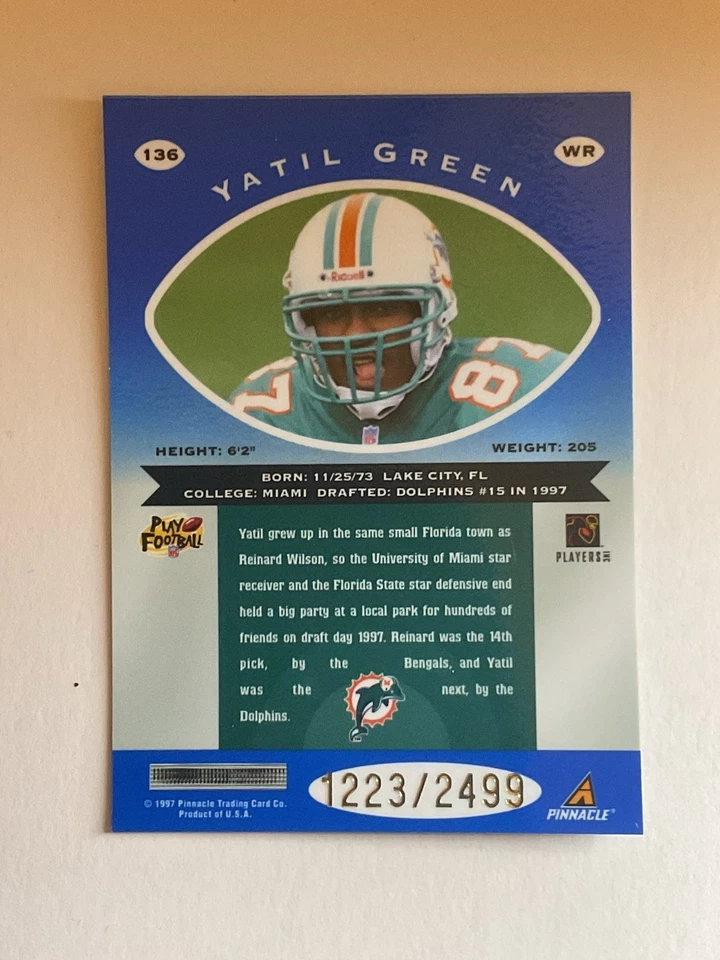 136
YATIL GREEN
WR
Riddell
87
HEIGHT: 6'2"
WEIGHT: 205
BORN: 11/25/73 LAKE CITY, FL
COLLEGE: MIAMI DRAFTED: DOLPHINS #15 IN 1997
PLAY
FOOTBALL
PLAYERS INC
Yatil grew up in the same small Florida town as
Reinard Wilson, so the University of Miami star
receiver and the Florida State star defensive end
held a big party at a local park for hundreds of
friends on draft day 1997. Reinard was the 14th
pick, by the Bengals, and Yatil
was the next, by the
Dolphins.
© 1997 Pinnacle Trading Card Co.
Product of U.S.A.
1223/2499
PINNACLE®